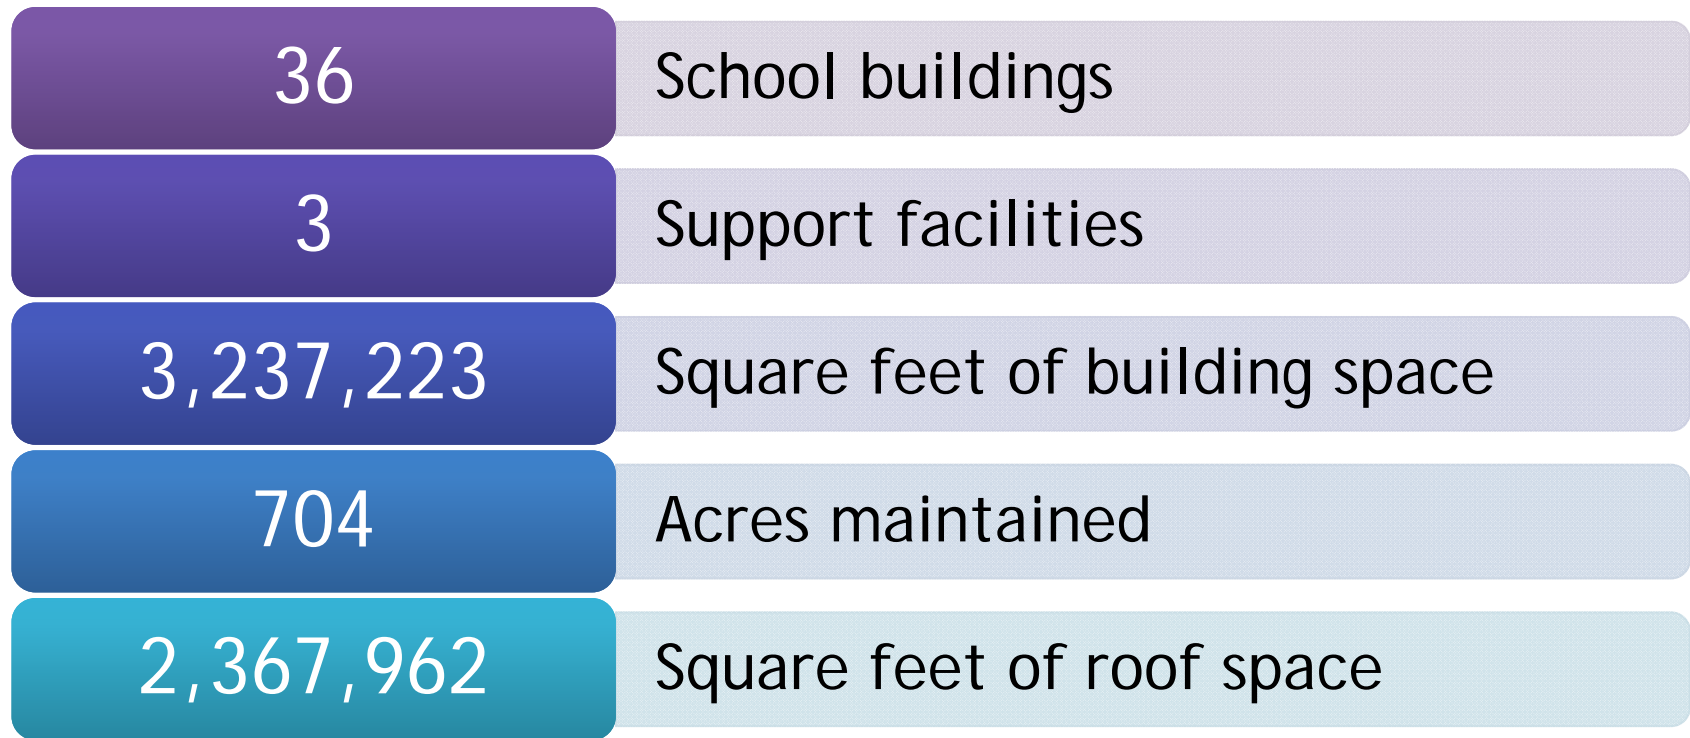 36 School buildings
3 Support facilities
3,237,223 Square feet of building space
704 Acres maintained
2,367,962 Square feet of roof space